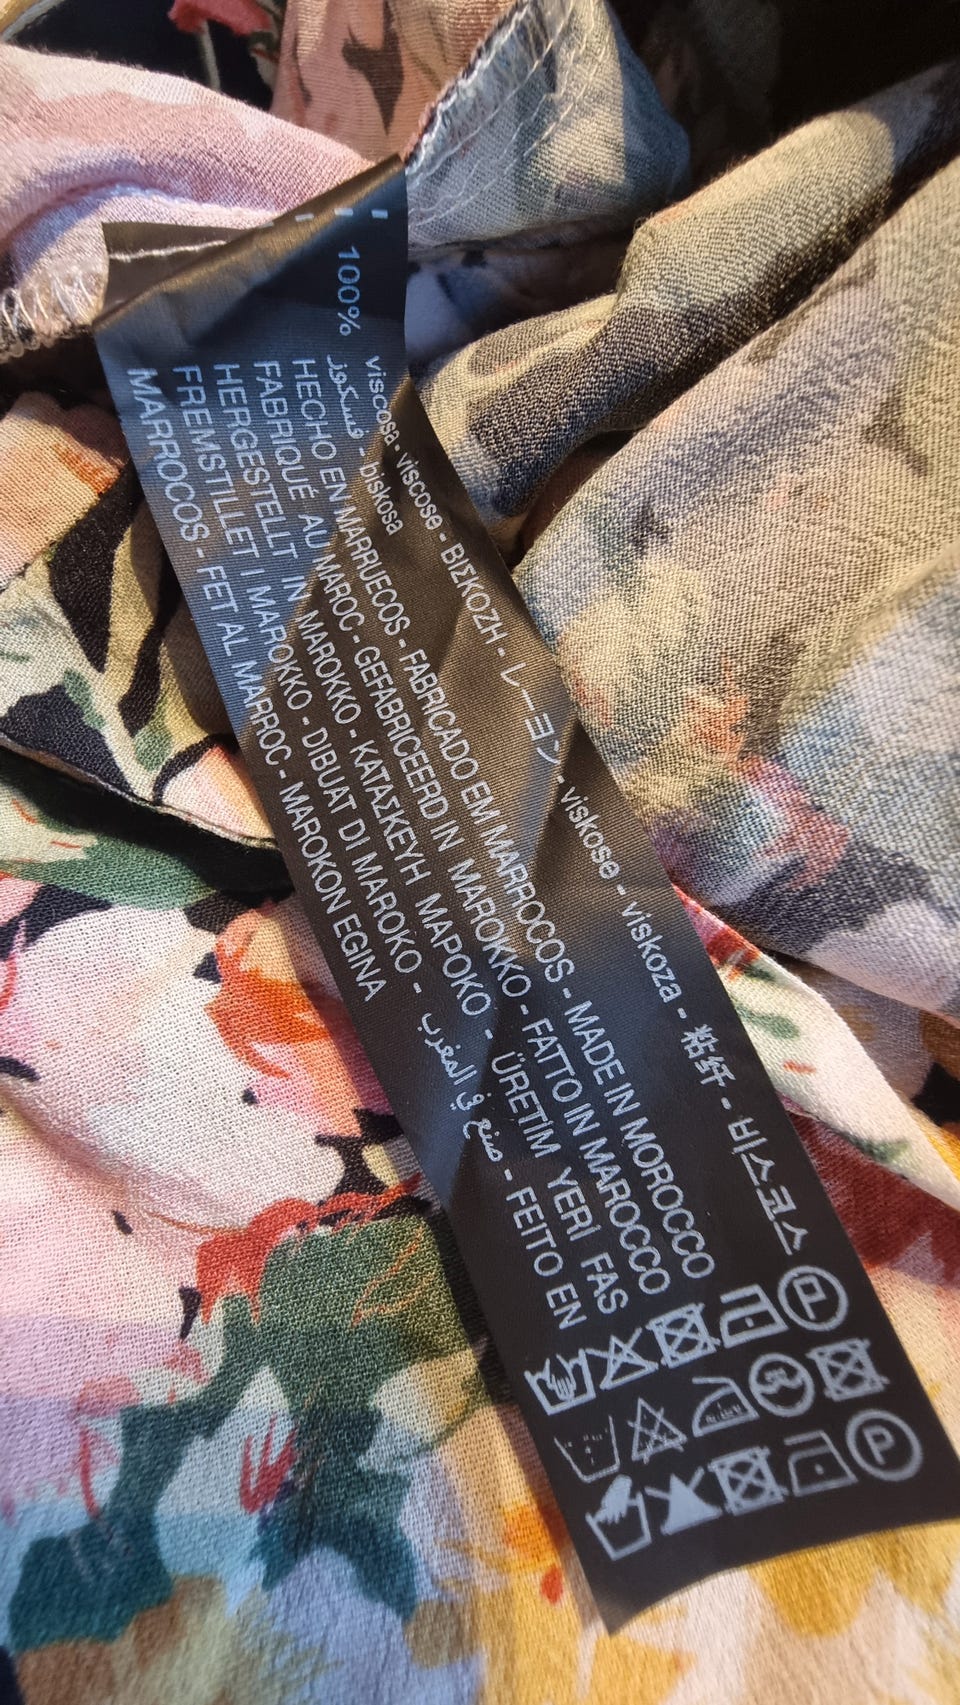 100%
viscosa - viscose - ΒΙΣΚΟΖΗ - レーヨン - viskose - viskoza - 粘纤 - 비스코스
فسكوز - biskosa
HECHO EN MARRUECOS - FABRICADO EM MARROCOS - MADE IN MOROCCO
FABRIQUÉ AU MAROC - GEFABRICEERD IN MAROKKO - FATTO IN MAROCCO
HERGESTELLT IN MAROKKO - ΚΑΤΑΣΚΕΥΗ ΜΑΡΟΚΟ - ÜRETİM YERİ FAS
FREMSTILLET I MAROKKO - DIBUAT DI MAROKO - صنع في المغرب - FEITO EN
MARROCOS - FET AL MARROC - MAROKON EGINA
P
P